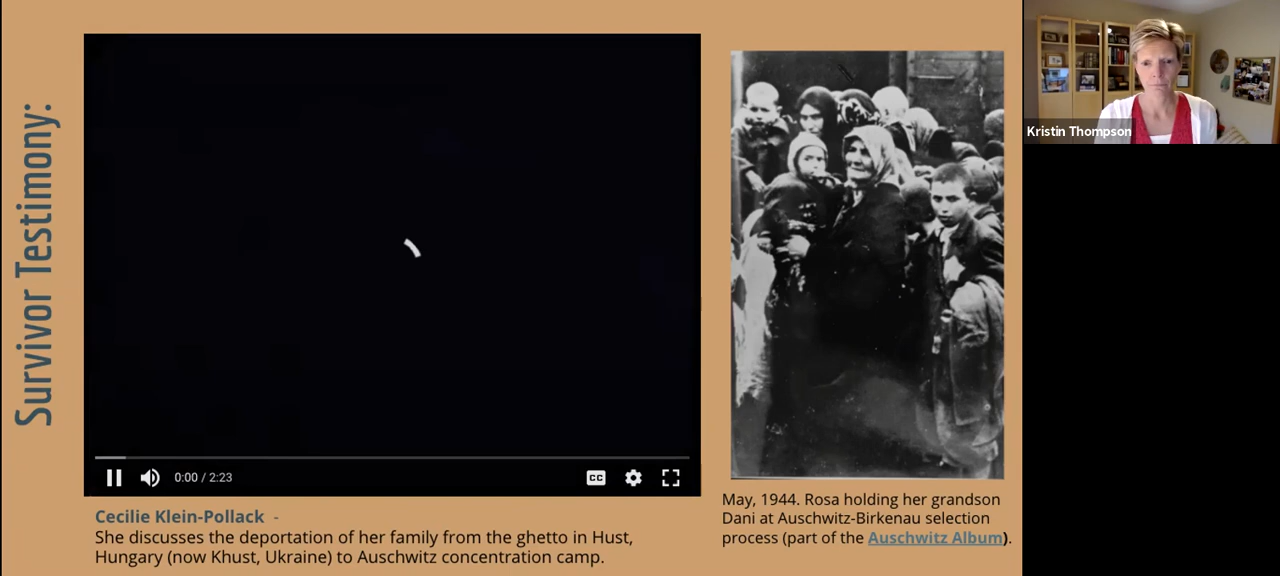 Survivor Testimony:
0:00 / 2:23
CC
Cecilie Klein-Pollack -
She discusses the deportation of her family from the ghetto in Hust,
Hungary (now Khust, Ukraine) to Auschwitz concentration camp.
May, 1944. Rosa holding her grandson
Dani at Auschwitz-Birkenau selection
process (part of the Auschwitz Album).
Kristin Thompson